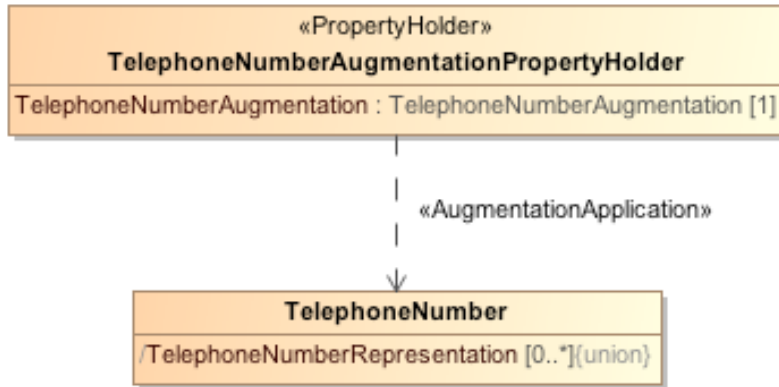 «PropertyHolder»
TelephoneNumberAugmentationPropertyHolder
TelephoneNumberAugmentation : TelephoneNumberAugmentation [1]
«AugmentationApplication»
TelephoneNumber
/TelephoneNumberRepresentation [0..*]{union}